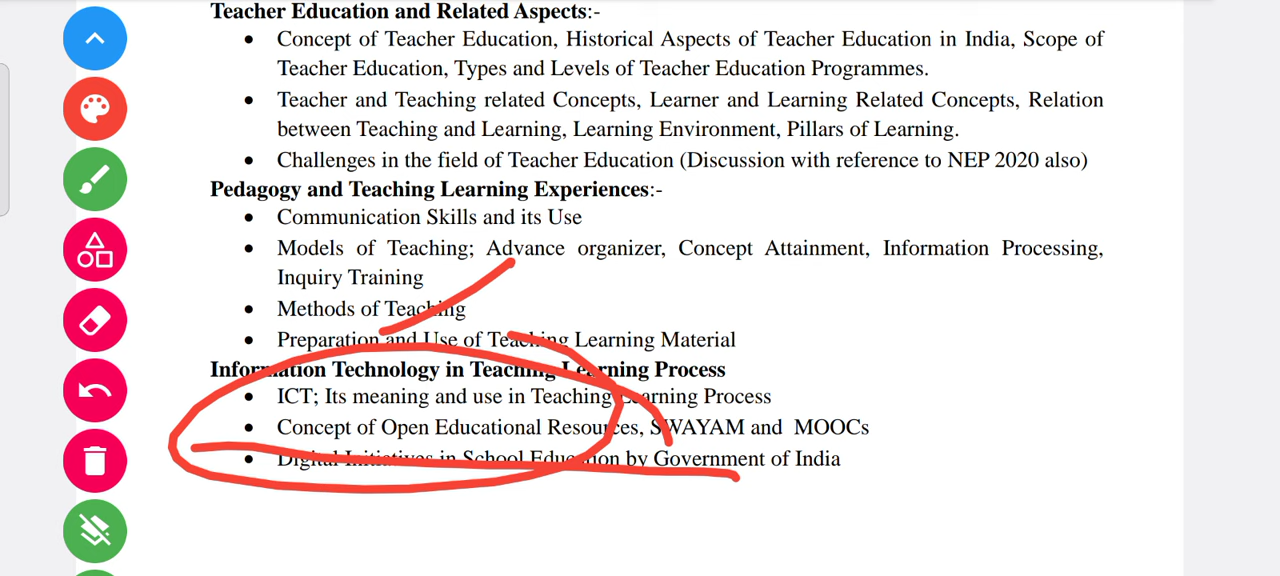 Teacher Education and Related Aspects:-
• Concept of Teacher Education, Historical Aspects of Teacher Education in India, Scope of
Teacher Education, Types and Levels of Teacher Education Programmes.
• Teacher and Teaching related Concepts, Learner and Learning Related Concepts, Relation
between Teaching and Learning, Learning Environment, Pillars of Learning.
• Challenges in the field of Teacher Education (Discussion with reference to NEP 2020 also)
Pedagogy and Teaching Learning Experiences:-
• Communication Skills and its Use
• Models of Teaching; Advance organizer, Concept Attainment, Information Processing,
Inquiry Training
• Methods of Teaching
• Preparation and Use of Teaching Learning Material
Information Technology in Teaching Learning Process
• ICT; Its meaning and use in Teaching Learning Process
• Concept of Open Educational Resources, SWAYAM and MOOCs
• Digital Initiatives in School Education by Government of India